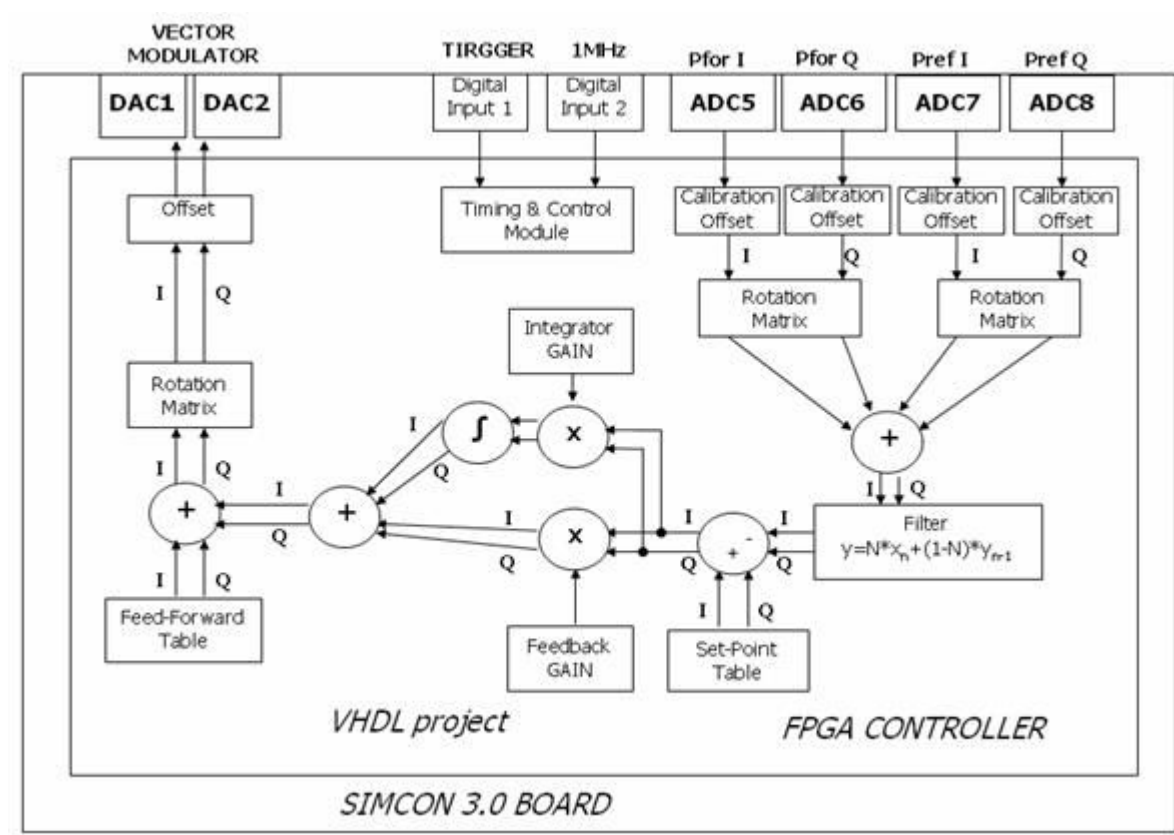 VECTOR
MODULATOR
TIRGGER
1MHz
Pfor I
Pfor Q
Pref I
Pref Q
DAC1
DAC2
Digital
Input 1
Digital
Input 2
ADC5
ADC6
ADC7
ADC8
Offset
Timing & Control
Module
Calibration
Offset
Calibration
Offset
Calibration
Offset
Calibration
Offset
I
Q
I
Q
I
Q
Rotation
Matrix
Rotation
Matrix
Integrator
GAIN
Rotation
Matrix
I
∫
x
+
Q
I
Q
I
Q
+
I
Q
+
I
Q
x
I
Q
-
+
I
Q
Filter
y=N*xn+(1-N)*yn-1
I
Q
Feed-Forward
Table
Feedback
GAIN
I
Q
Set-Point
Table
VHDL project
FPGA CONTROLLER
SIMCON 3.0 BOARD